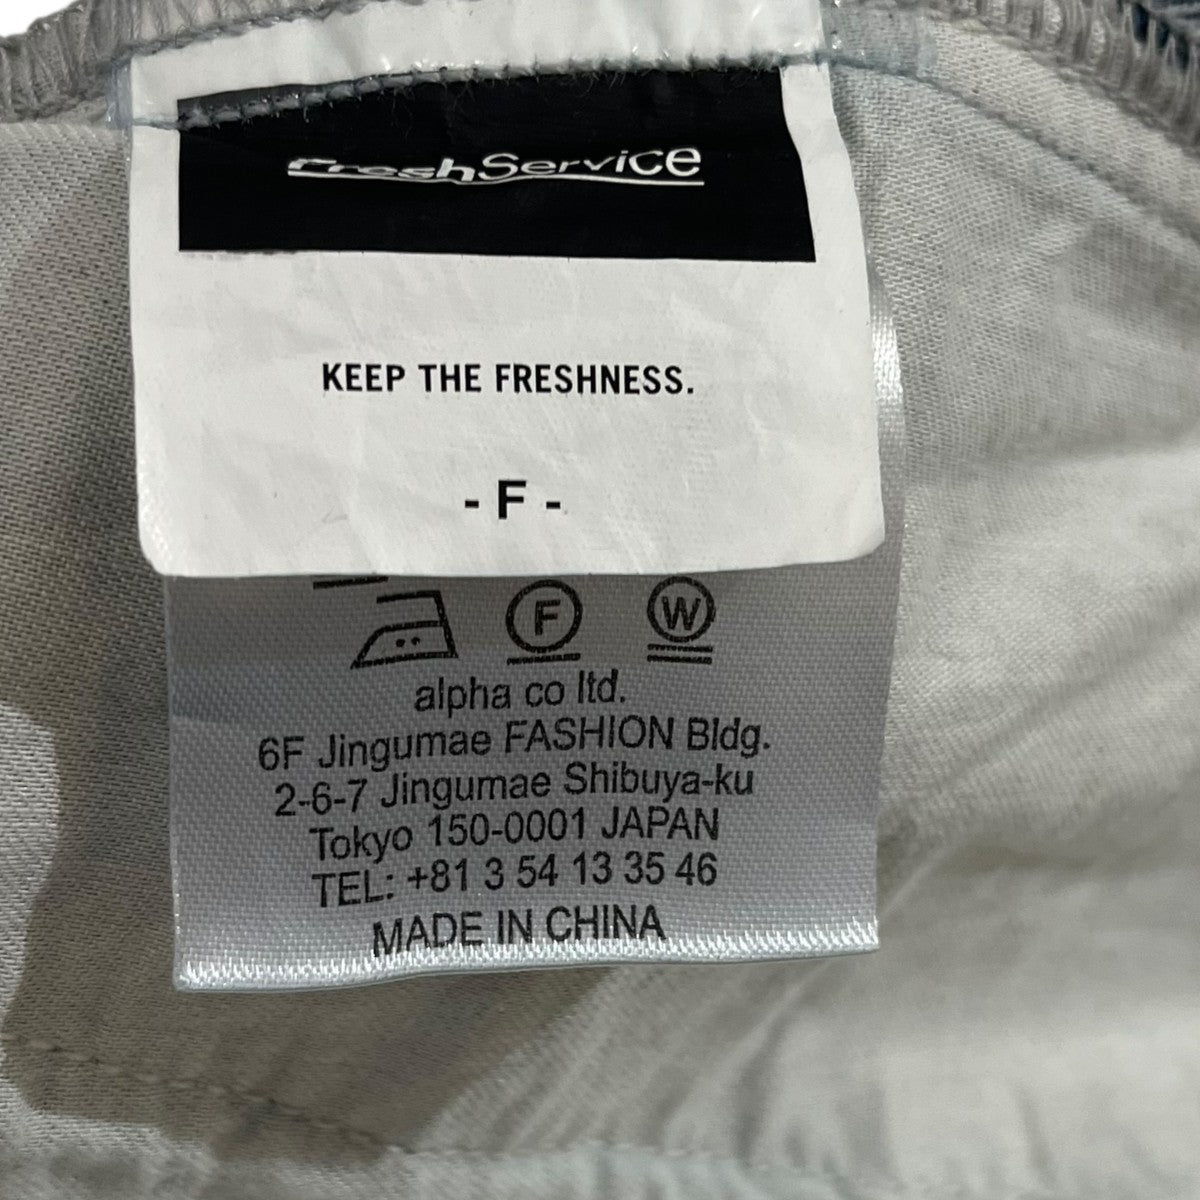 FreshService
KEEP THE FRESHNESS.
- F -
F W
alpha co ltd.
6F Jingumae FASHION Bldg.
2-6-7 Jingumae Shibuya-ku
Tokyo 150-0001 JAPAN
TEL: +81 3 54 13 35 46
MADE IN CHINA